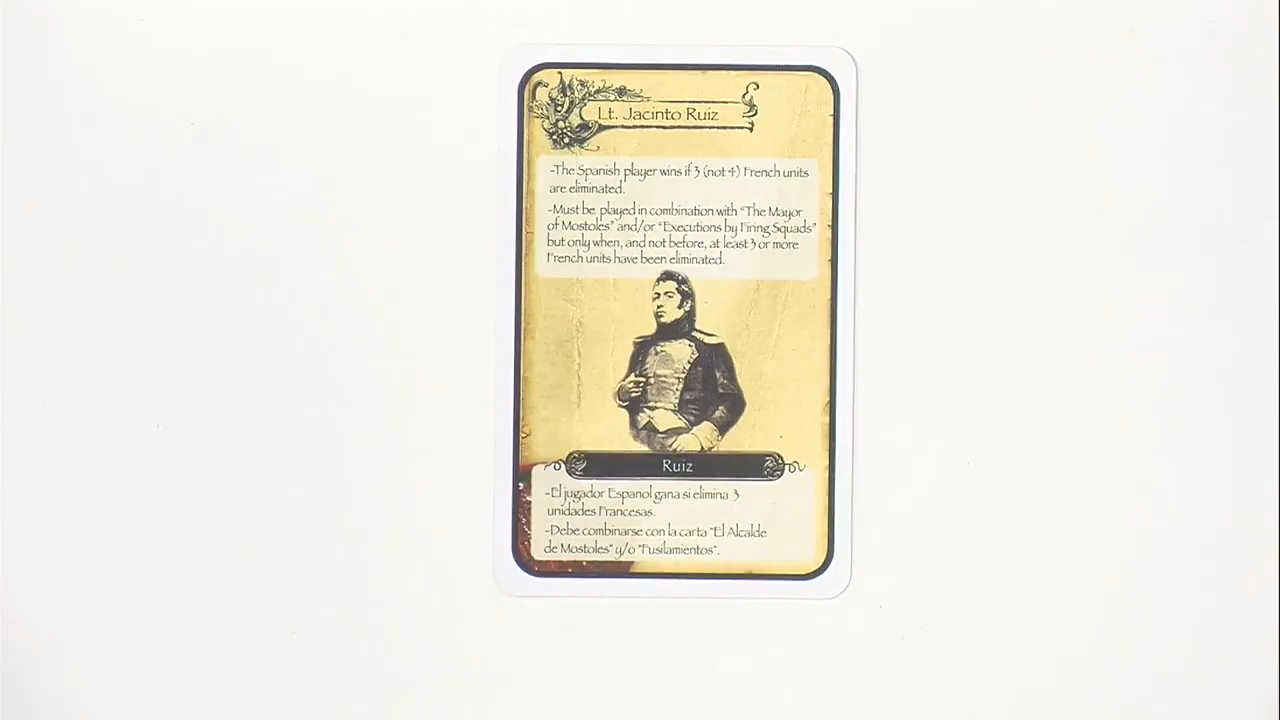 Lt. Jacinto Ruiz
-The Spanish player wins if 3 (not 4) French units
are eliminated.
-Must be played in combination with "The Mayor
of Mostoles" and/or "Executions by Firing Squads"
but only when, and not before, at least 3 or more
French units have been eliminated.
Ruiz
-El jugador Espanol gana si elimina 3
unidades Francesas.
-Debe combinarse con la carta "El Alcalde
de Mostoles" y/o "Fusilamientos".